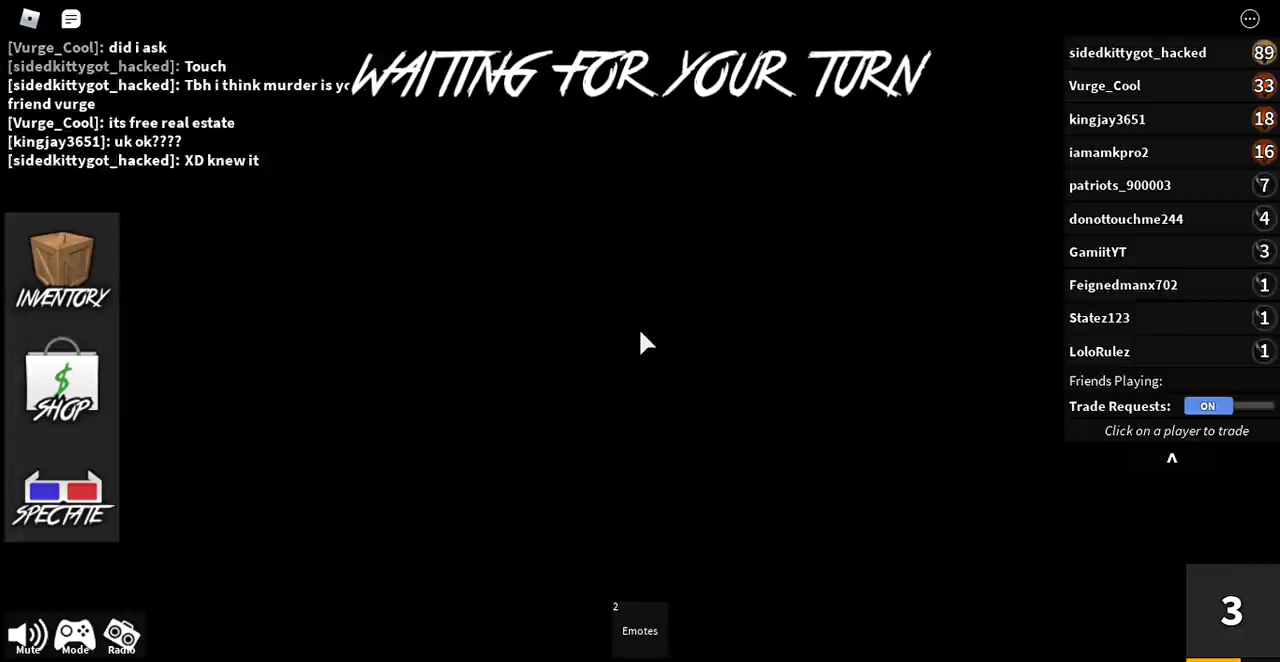 [Vurge_Cool]: did i ask
[sidedkittygot_hacked]: Touch
[sidedkittygot_hacked]: Tbh i think murder is
friend vurge
[Vurge_Cool]: its free real estate
[kingjay3651]: uk ok????
[sidedkittygot_hacked]: XD knew it
WAITING FOR YOUR TURN
sidedkittygot_hacked 89
Vurge_Cool 33
kingjay3651 18
iamamkpro2 16
patriots_900003 7
donottouchme244 4
GamiitYT 3
Feignedmanx702 1
Statez123 1
LoloRulez 1
Friends Playing:
Trade Requests: ON
Click on a player to trade
INVENTORY
$
SHOP
SPECTATE
Mute Mode Radio
2
Emotes
3